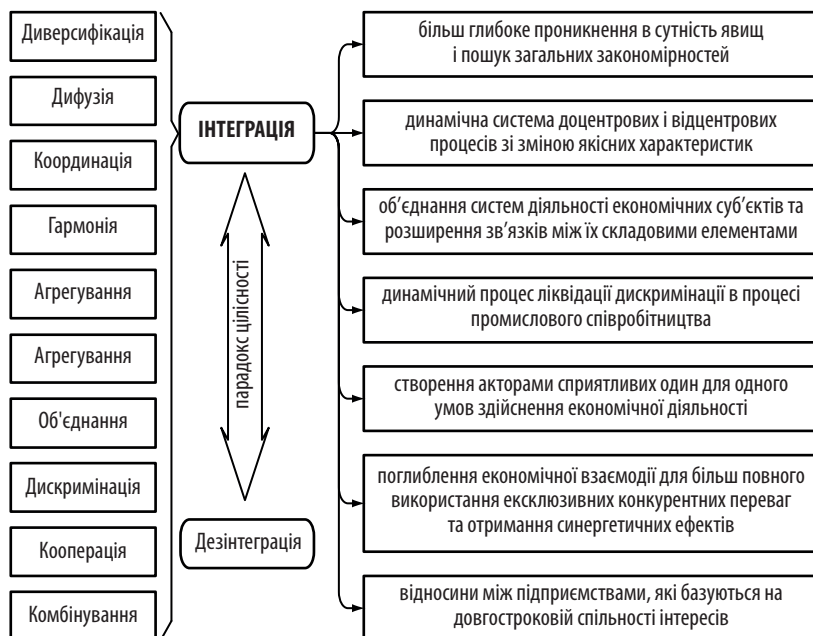 Диверсифікація
Дифузія
Координація
Гармонія
Агрегування
Агрегування
Об'єднання
Дискримінація
Кооперація
Комбінування
ІНТЕГРАЦІЯ
парадокс цілісності
Дезінтеграція
більш глибоке проникнення в сутність явищ
і пошук загальних закономірностей
динамічна система доцентрових і відцентрових
процесів зі зміною якісних характеристик
об’єднання систем діяльності економічних суб’єктів та
розширення зв’язків між їх складовими елементами
динамічний процес ліквідації дискримінації в процесі
промислового співробітництва
створення акторами сприятливих один для одного
умов здійснення економічної діяльності
поглиблення економічної взаємодії для більш повного
використання ексклюзивних конкурентних переваг
та отримання синергетичних ефектів
відносини між підприємствами, які базуються на
довгостроковій спільності інтересів